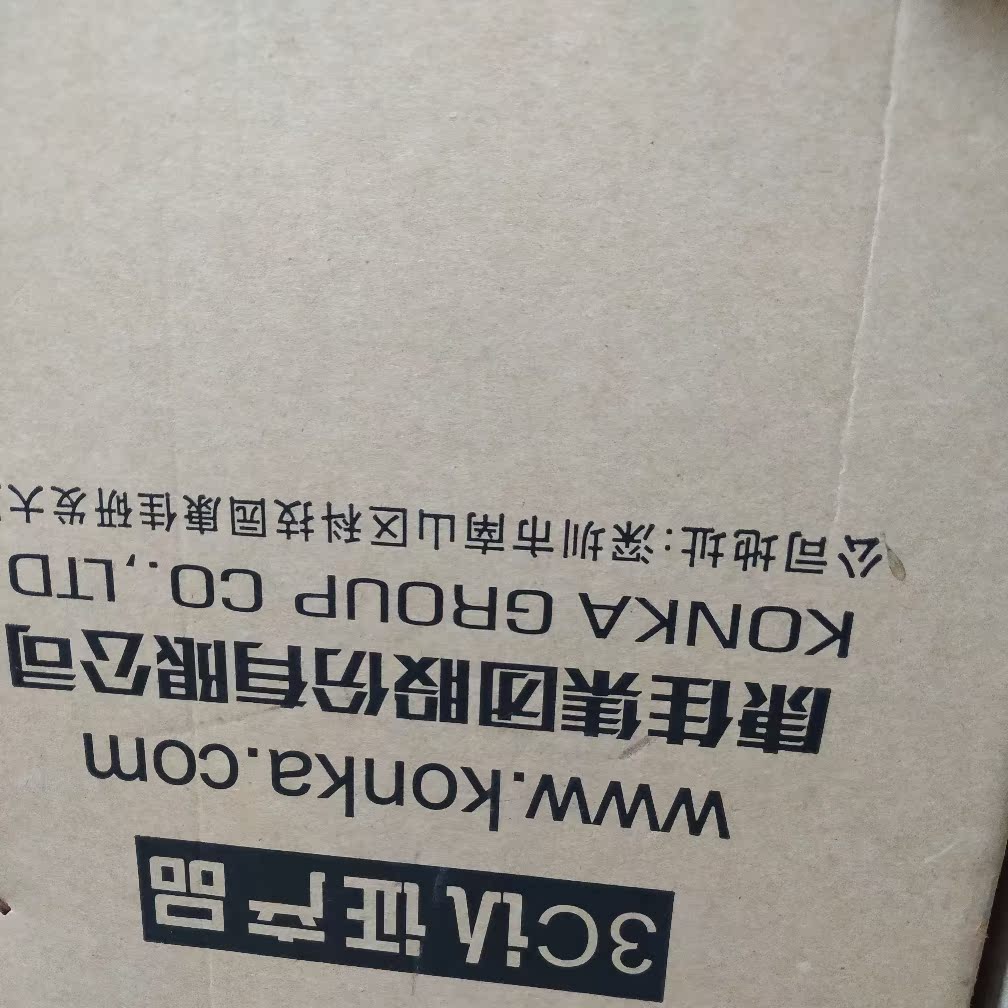 3C认证产品
www.konka.com
康佳集团股份有限公司
KONKA GROUP CO.,LTD
公司地址:深圳市南山区科技园康佳研发大